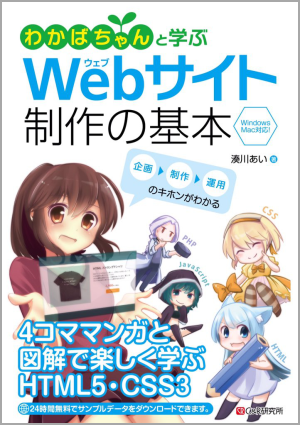 わかばちゃんと学ぶ
ウェブ
Webサイト
制作の基本
Windows
Mac対応!
湊川あい 著
企画▶制作▶運用
のキホンがわかる
PHP
JavaScript
CSS
HTML
4コママンガと
図解で楽しく学ぶ
HTML5・CSS3
24時間無料でサンプルデータをダウンロードできます。
C&R研究所